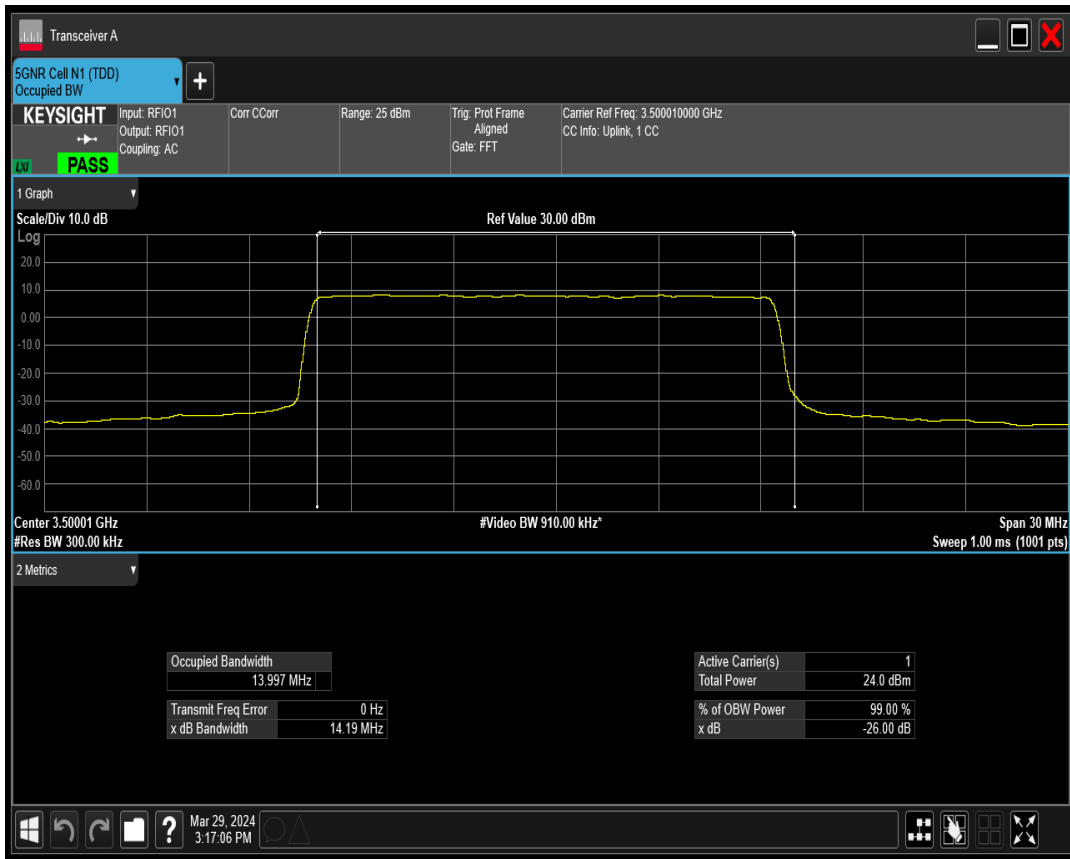 Transceiver A
5GNR Cell N1 (TDD)
Occupied BW
+
KEYSIGHT
LXI
PASS
Input: RFIO1
Output: RFIO1
Coupling: AC
Corr CCorr
Range: 25 dBm
Trig: Prot Frame
Aligned
Gate: FFT
Carrier Ref Freq: 3.500010000 GHz
CC Info: Uplink, 1 CC
1 Graph
Scale/Div 10.0 dB
Ref Value 30.00 dBm
Log
20.0
10.0
0.00
-10.0
-20.0
-30.0
-40.0
-50.0
-60.0
Center 3.50001 GHz
#Video BW 910.00 kHz*
Span 30 MHz
#Res BW 300.00 kHz
Sweep 1.00 ms (1001 pts)
2 Metrics
Occupied Bandwidth
13.997 MHz
Transmit Freq Error 0 Hz
x dB Bandwidth 14.19 MHz
Active Carrier(s) 1
Total Power 24.0 dBm
% of OBW Power 99.00 %
x dB -26.00 dB
?
Mar 29, 2024
3:17:06 PM